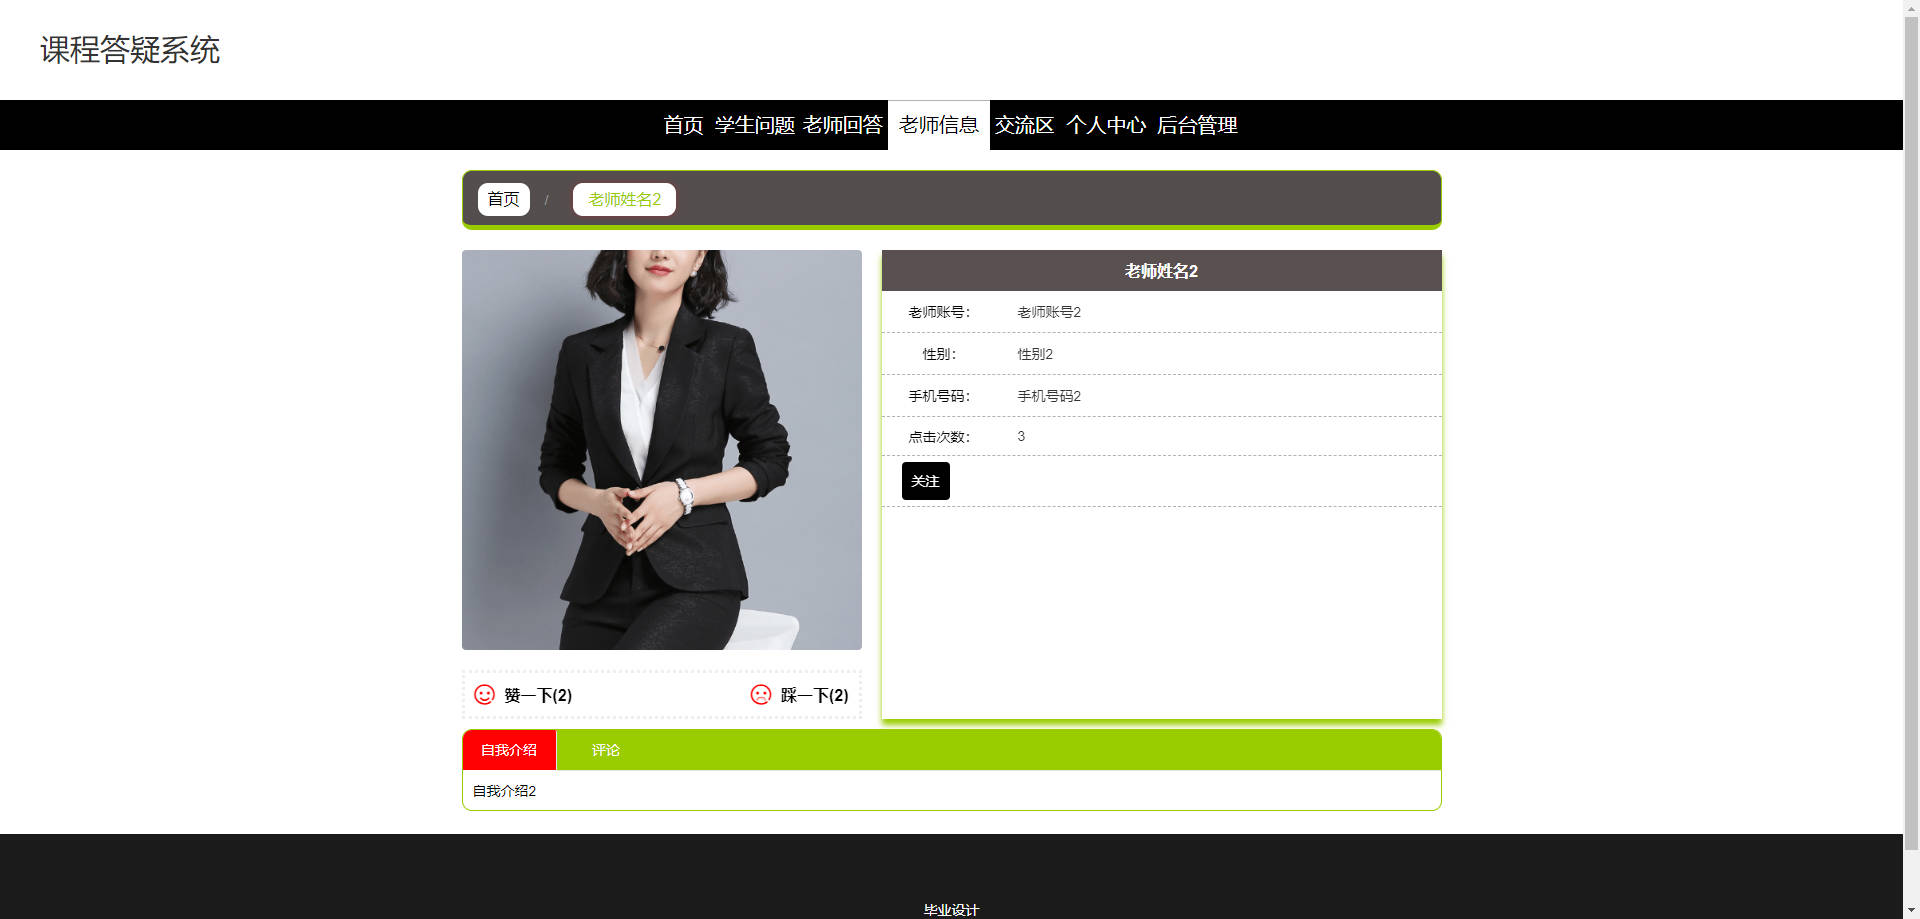 课程答疑系统
首页 学生问题 老师回答 老师信息 交流区 个人中心 后台管理
首页 / 老师姓名2
老师姓名2
老师账号： 老师账号2
性别： 性别2
手机号码： 手机号码2
点击次数： 3
关注
赞一下(2) 踩一下(2)
自我介绍 评论
自我介绍2
毕业设计